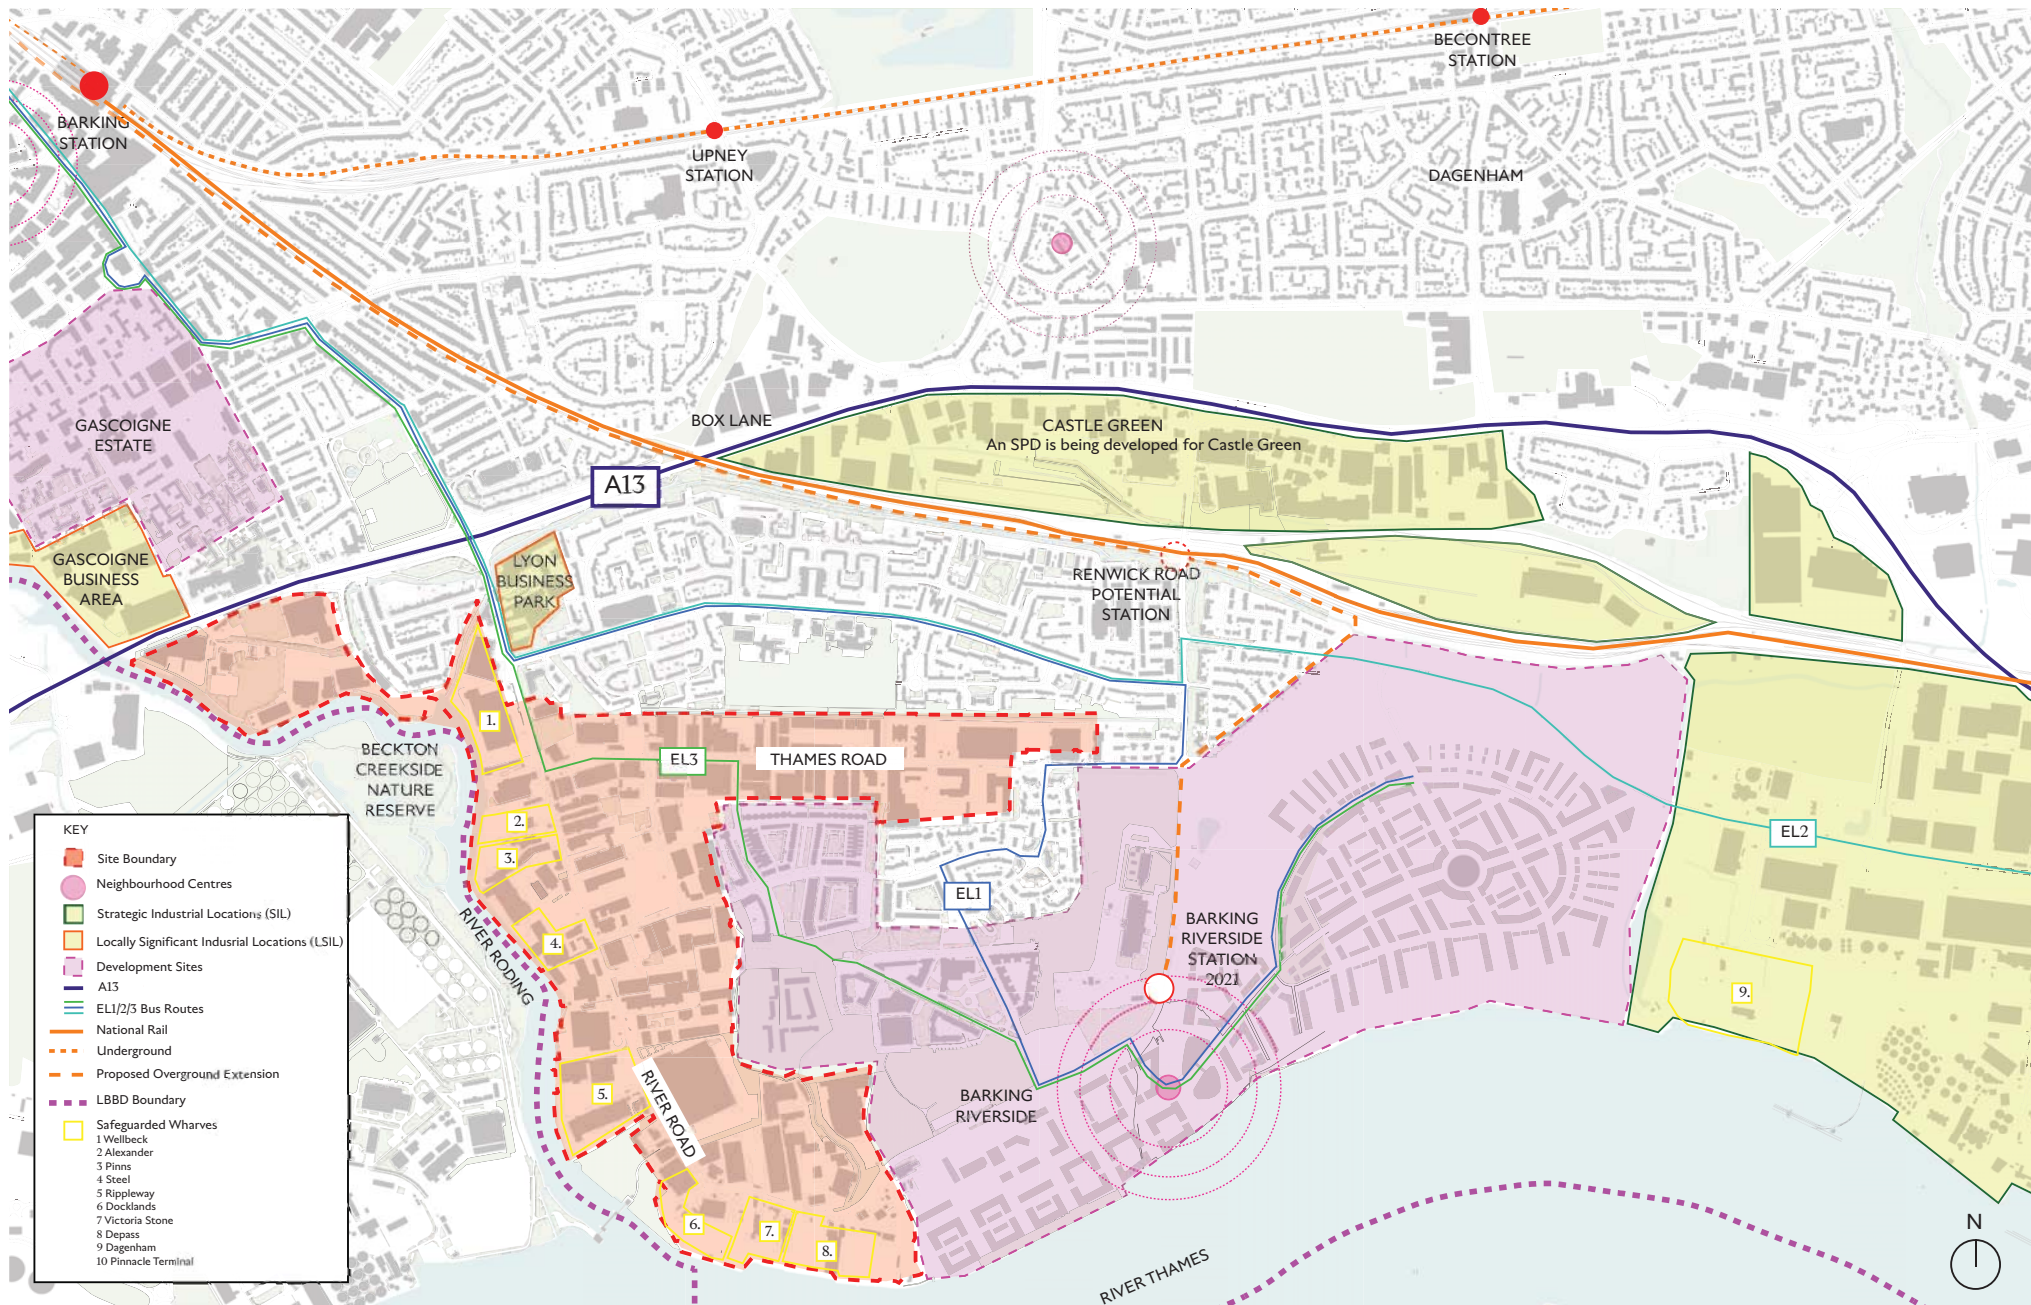 BECONTREE
STATION
BARKING
STATION
UPNEY
STATION
DAGENHAM
GASCOIGNE
ESTATE
BOX LANE
CASTLE GREEN
An SPD is being developed for Castle Green
A13
GASCOIGNE
BUSINESS
AREA
LYON
BUSINESS
PARK
RENWICK ROAD
POTENTIAL
STATION
1.
BECKTON
CREEKSIDE
NATURE
RESERVE
EL3
THAMES ROAD
2.
3.
4.
EL1
EL2
BARKING
RIVERSIDE
STATION
2021
9.
RIVER RODING
5.
RIVER ROAD
BARKING
RIVERSIDE
6.
7.
8.
RIVER THAMES
N
KEY
Site Boundary
Neighbourhood Centres
Strategic Industrial Locations (SIL)
Locally Significant Indusrial Locations (LSIL)
Development Sites
A13
EL1/2/3 Bus Routes
National Rail
Underground
Proposed Overground Extension
LBBD Boundary
Safeguarded Wharves
1 Wellbeck
2 Alexander
3 Pinns
4 Steel
5 Rippleway
6 Docklands
7 Victoria Stone
8 Depass
9 Dagenham
10 Pinnacle Terminal